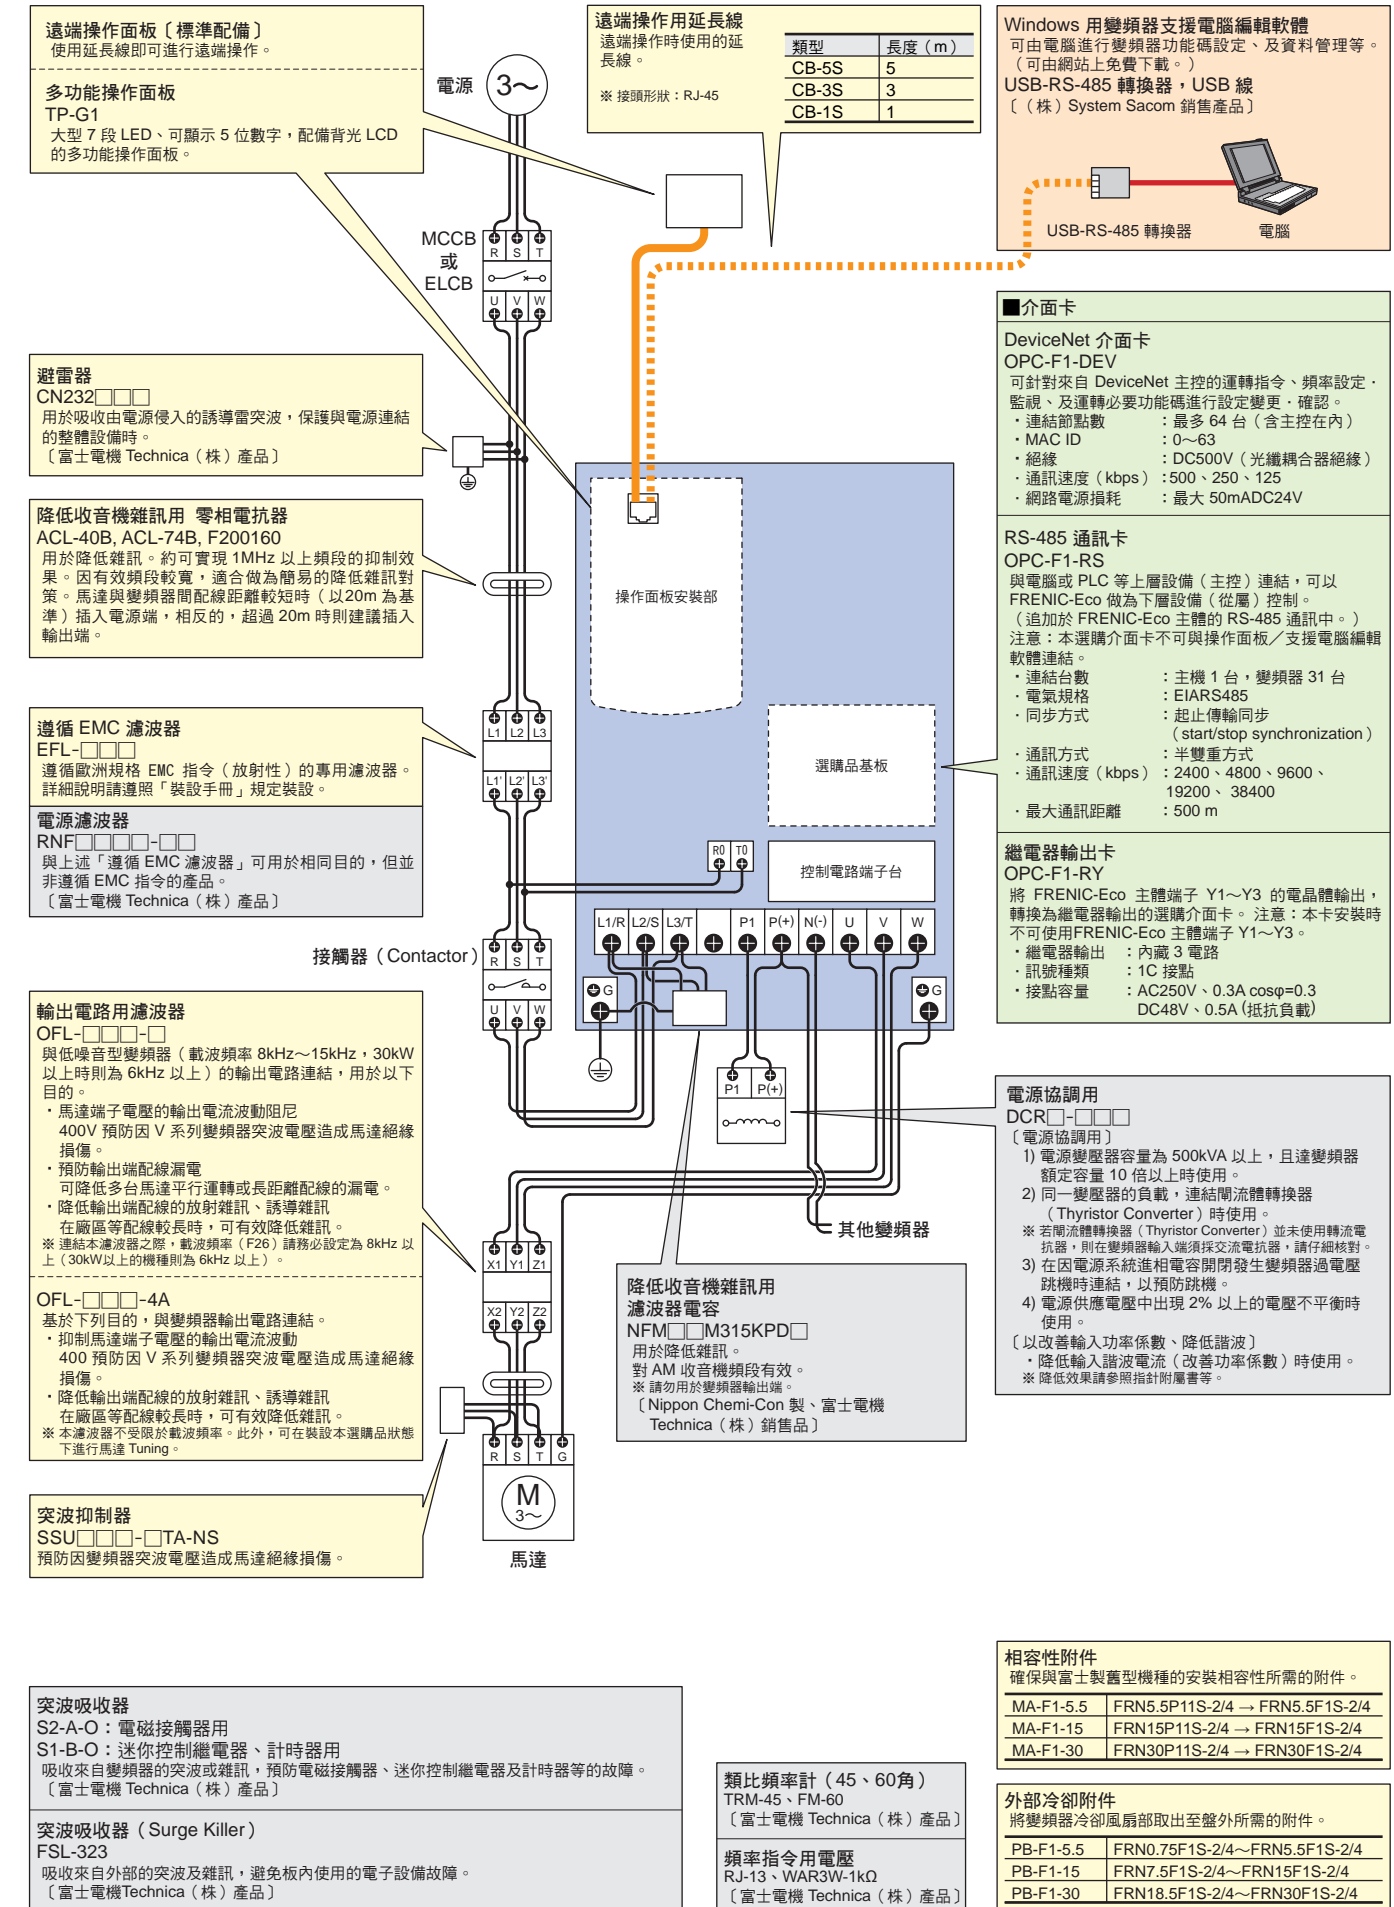 遠端操作面板〔標準配備〕
使用延長線即可進行遠端操作。
多功能操作面板
TP-G1
大型 7 段 LED、可顯示 5 位數字，配備背光 LCD
的多功能操作面板。
電源
3～
遠端操作用延長線
遠端操作時使用的延
長線。
※ 接頭形狀：RJ-45
類型 長度（m）
CB-5S 5
CB-3S 3
CB-1S 1
Windows 用變頻器支援電腦編輯軟體
可由電腦進行變頻器功能碼設定、及資料管理等。
（可由網站上免費下載。）
USB-RS-485 轉換器，USB 線
〔（株）System Sacom 銷售產品〕
USB-RS-485 轉換器
電腦
MCCB
或
ELCB
R S T
U V W
避雷器
CN232□□□
用於吸收由電源侵入的誘導雷突波，保護與電源連結
的整體設備時。
〔富士電機 Technica（株）產品〕
降低收音機雜訊用 零相電抗器
ACL-40B, ACL-74B, F200160
用於降低雜訊。約可實現 1MHz 以上頻段的抑制效
果。因有效頻段較寬，適合做為簡易的降低雜訊對
策。馬達與變頻器間配線距離較短時（以20m 為基
準）插入電源端，相反的，超過 20m 時則建議插入
輸出端。
遵循 EMC 濾波器
EFL-□□□
遵循歐洲規格 EMC 指令（放射性）的專用濾波器。
詳細說明請遵照「裝設手冊」規定裝設。
電源濾波器
RNF□□□□-□□
與上述「遵循 EMC 濾波器」可用於相同目的，但並
非遵循 EMC 指令的產品。
〔富士電機 Technica（株）產品〕
L1 L2 L3
L1' L2' L3'
接觸器（Contactor）
R S T
U V W
操作面板安裝部
選購品基板
R0 T0
控制電路端子台
L1/R L2/S L3/T P1 P(+) N(-) U V W
G
G
P1 P(+)
其他變頻器
■介面卡
DeviceNet 介面卡
OPC-F1-DEV
可針對來自 DeviceNet 主控的運轉指令、頻率設定．
監視、及運轉必要功能碼進行設定變更．確認。
・連結節點數 ：最多 64 台（含主控在內）
・MAC ID ：0～63
・絕緣 ：DC500V（光纖耦合器絕緣）
・通訊速度（kbps）：500、250、125
・網路電源損耗 ：最大 50mADC24V
RS-485 通訊卡
OPC-F1-RS
與電腦或 PLC 等上層設備（主控）連結，可以
FRENIC-Eco 做為下層設備（從屬）控制。
（追加於 FRENIC-Eco 主體的 RS-485 通訊中。）
注意：本選購介面卡不可與操作面板／支援電腦編輯
軟體連結。
・連結台數 ：主機 1 台，變頻器 31 台
・電氣規格 ：EIARS485
・同步方式 ：起止傳輸同步
（start/stop synchronization）
・通訊方式 ：半雙重方式
・通訊速度（kbps）：2400、4800、9600、
19200、 38400
・最大通訊距離 ：500 m
繼電器輸出卡
OPC-F1-RY
將 FRENIC-Eco 主體端子 Y1～Y3 的電晶體輸出，
轉換為繼電器輸出的選購介面卡。 注意：本卡安裝時
不可使用FRENIC-Eco 主體端子 Y1～Y3。
・繼電器輸出 ：內藏 3 電路
・訊號種類 ：1C 接點
・接點容量 ：AC250V、0.3A cosφ=0.3
DC48V、0.5A (抵抗負載)
輸出電路用濾波器
OFL-□□□-□
與低噪音型變頻器（載波頻率 8kHz～15kHz，30kW
以上時則為 6kHz 以上）的輸出電路連結，用於以下
目的。
・馬達端子電壓的輸出電流波動阻尼
400V 預防因 V 系列變頻器突波電壓造成馬達絕緣
損傷。
・預防輸出端配線漏電
可降低多台馬達平行運轉或長距離配線的漏電。
・降低輸出端配線的放射雜訊、誘導雜訊
在廠區等配線較長時，可有效降低雜訊。
※ 連結本濾波器之際，載波頻率（F26）請務必設定為 8kHz 以
上（30kW以上的機種則為 6kHz 以上）。
OFL-□□□-4A
基於下列目的，與變頻器輸出電路連結。
・抑制馬達端子電壓的輸出電流波動
400 預防因 V 系列變頻器突波電壓造成馬達絕緣
損傷。
・降低輸出端配線的放射雜訊、誘導雜訊
在廠區等配線較長時，可有效降低雜訊。
※ 本濾波器不受限於載波頻率。此外，可在裝設本選購品狀態
下進行馬達 Tuning。
X1 Y1 Z1
X2 Y2 Z2
R S T G
M
3～
馬達
突波抑制器
SSU□□□-□TA-NS
預防因變頻器突波電壓造成馬達絕緣損傷。
降低收音機雜訊用
濾波器電容
NFM□□M315KPD□
用於降低雜訊。
對 AM 收音機頻段有效。
※ 請勿用於變頻器輸出端。
〔Nippon Chemi-Con 製、富士電機
Technica（株）銷售品〕
電源協調用
DCR□-□□□
〔電源協調用〕
1) 電源變壓器容量為 500kVA 以上，且達變頻器
額定容量 10 倍以上時使用。
2) 同一變壓器的負載，連結閘流體轉換器
（Thyristor Converter）時使用。
※ 若閘流體轉換器（Thyristor Converter）並未使用轉流電
抗器，則在變頻器輸入端須採交流電抗器，請仔細核對。
3) 在因電源系統進相電容開閉發生變頻器過電壓
跳機時連結，以預防跳機。
4) 電源供應電壓中出現 2% 以上的電壓不平衡時
使用。
〔以改善輸入功率係數、降低諧波〕
・降低輸入諧波電流（改善功率係數）時使用。
※ 降低效果請參照指針附屬書等。
突波吸收器
S2-A-O：電磁接觸器用
S1-B-O：迷你控制繼電器、計時器用
吸收來自變頻器的突波或雜訊，預防電磁接觸器、迷你控制繼電器及計時器等的故障。
〔富士電機 Technica（株）產品〕
突波吸收器（Surge Killer）
FSL-323
吸收來自外部的突波及雜訊，避免板內使用的電子設備故障。
〔富士電機Technica（株）產品〕
類比頻率計（45、60角）
TRM-45、FM-60
〔富士電機 Technica（株）產品〕
頻率指令用電壓
RJ-13、WAR3W-1kΩ
〔富士電機 Technica（株）產品〕
相容性附件
確保與富士製舊型機種的安裝相容性所需的附件。
MA-F1-5.5 FRN5.5P11S-2/4 → FRN5.5F1S-2/4
MA-F1-15 FRN15P11S-2/4 → FRN15F1S-2/4
MA-F1-30 FRN30P11S-2/4 → FRN30F1S-2/4
外部冷卻附件
將變頻器冷卻風扇部取出至盤外所需的附件。
PB-F1-5.5 FRN0.75F1S-2/4～FRN5.5F1S-2/4
PB-F1-15 FRN7.5F1S-2/4～FRN15F1S-2/4
PB-F1-30 FRN18.5F1S-2/4～FRN30F1S-2/4